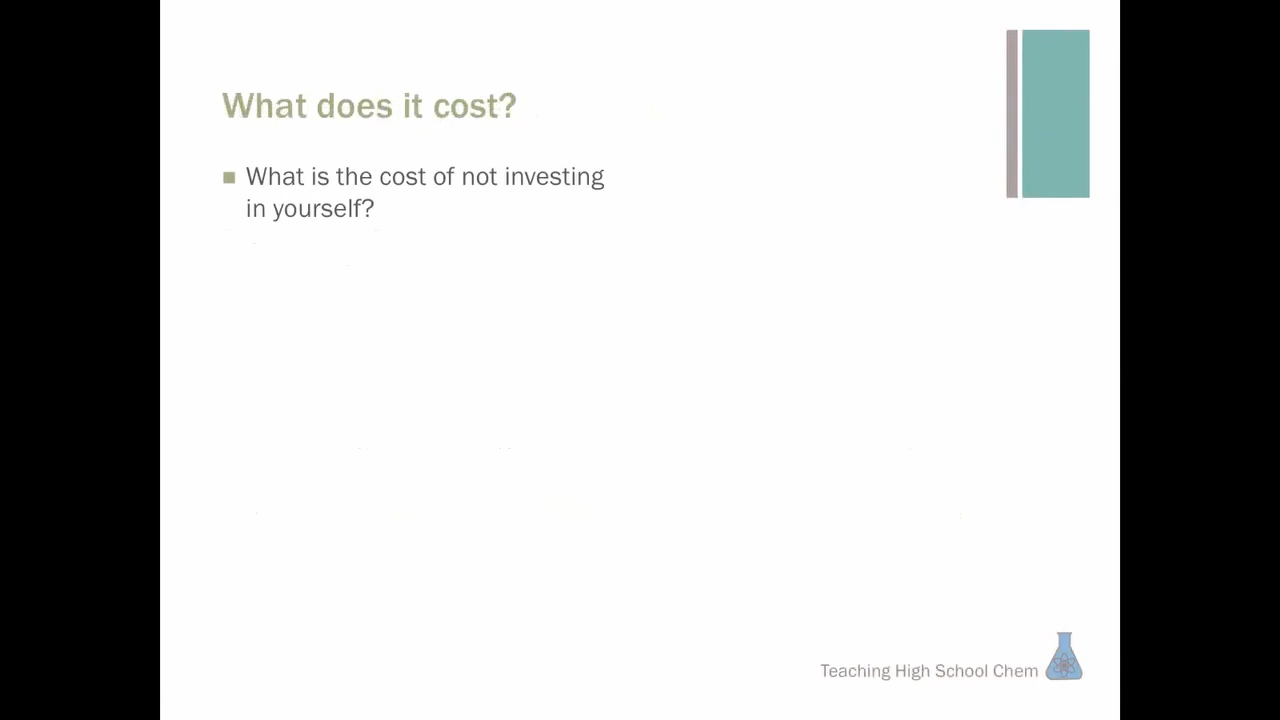 What does it cost?
What is the cost of not investing
in yourself?
Teaching High School Chem